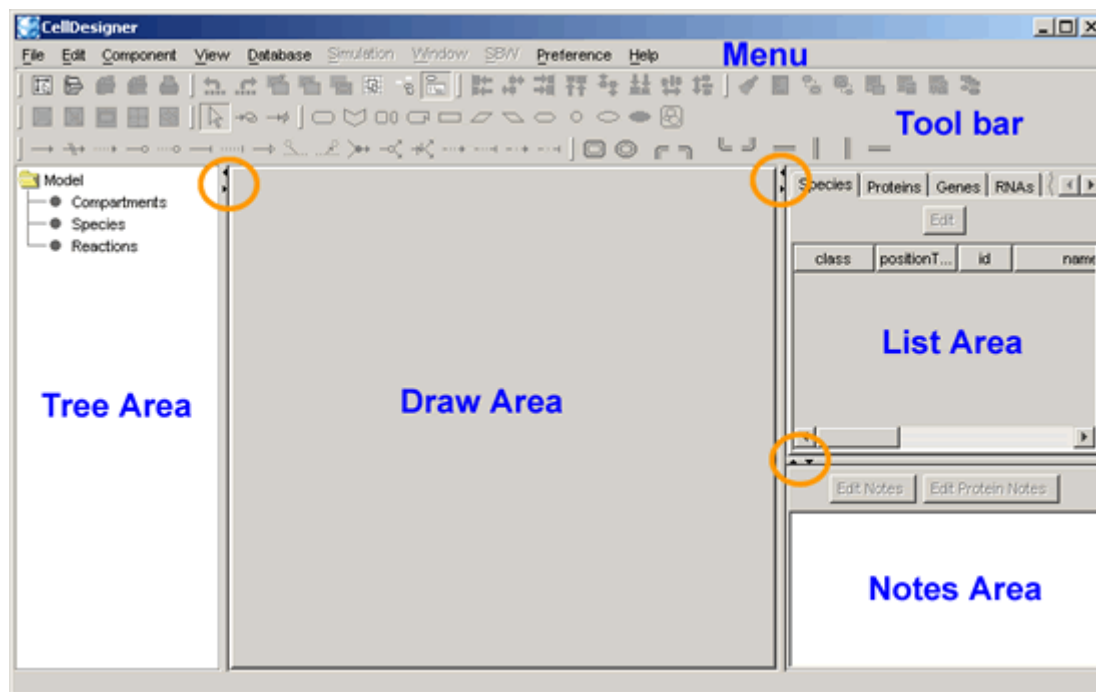 CellDesigner
File Edit Component View Database Simulation Window SBW Preference Help Menu
Tool bar
Model
Compartments
Species
Reactions
Tree Area
Draw Area
Species Proteins Genes RNAs
Edit
class positionT... id name
List Area
Edit Notes Edit Protein Notes
Notes Area